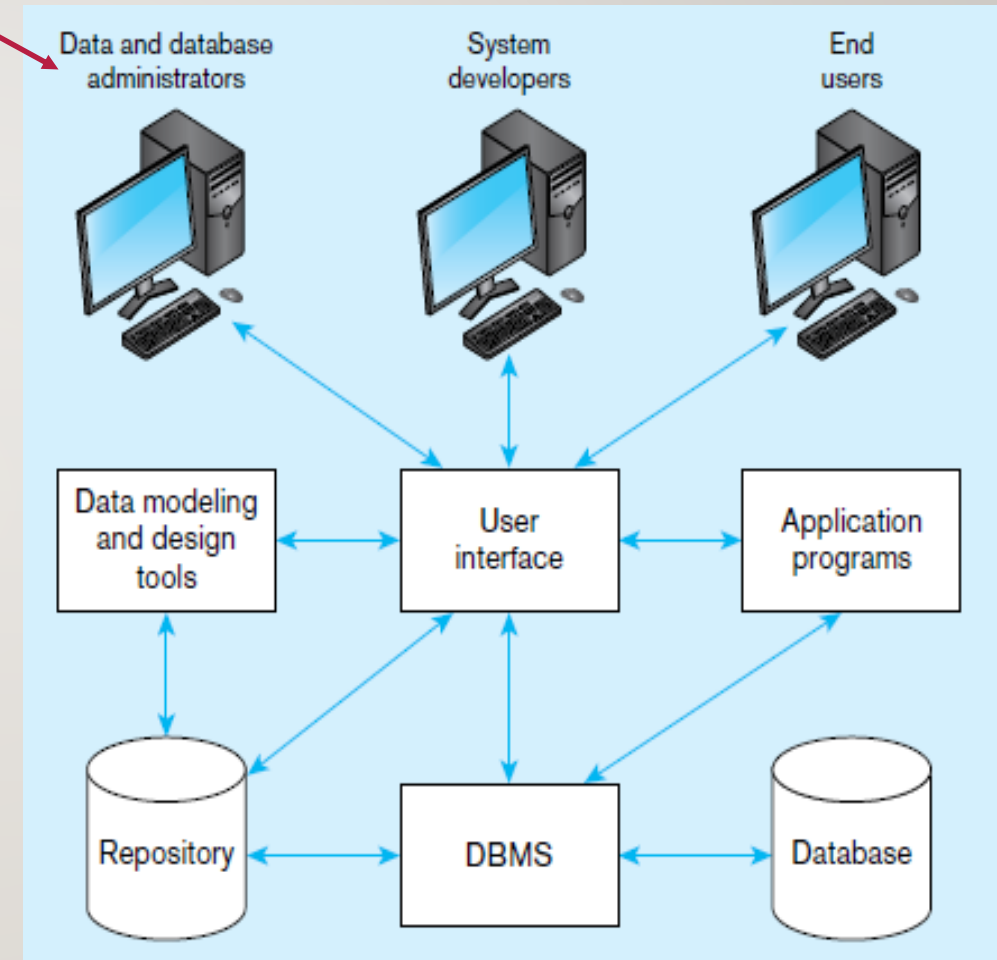 Data and database
administrators
System
developers
End
users
Data modeling
and design
tools
User
interface
Application
programs
Repository
DBMS
Database